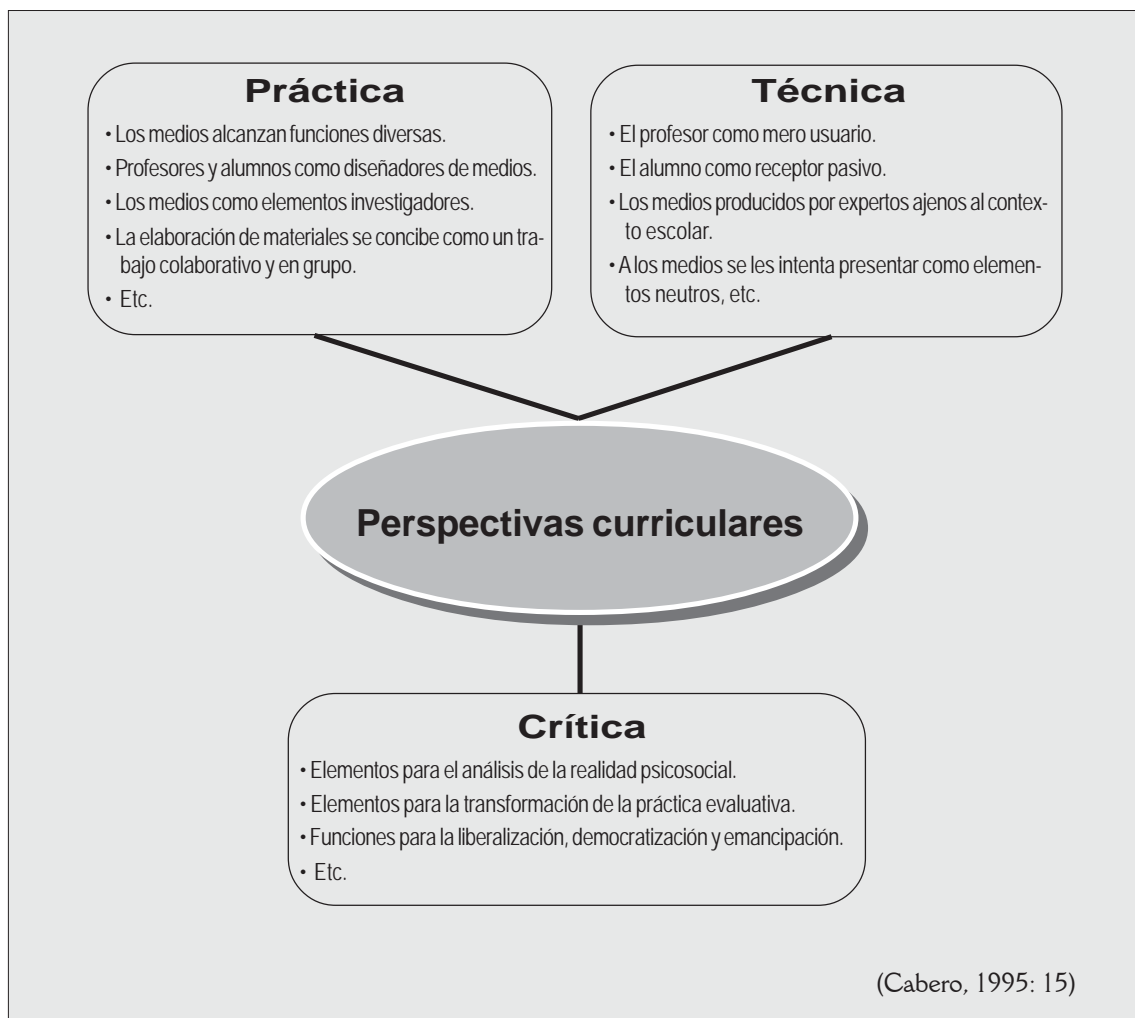 Práctica
• Los medios alcanzan funciones diversas.
• Profesores y alumnos como diseñadores de medios.
• Los medios como elementos investigadores.
• La elaboración de materiales se concibe como un tra-
bajo colaborativo y en grupo.
• Etc.
Técnica
• El profesor como mero usuario.
• El alumno como receptor pasivo.
• Los medios producidos por expertos ajenos al contex-
to escolar.
• A los medios se les intenta presentar como elemen-
tos neutros, etc.
Perspectivas curriculares
Crítica
• Elementos para el análisis de la realidad psicosocial.
• Elementos para la transformación de la práctica evaluativa.
• Funciones para la liberalización, democratización y emancipación.
• Etc.
(Cabero, 1995: 15)